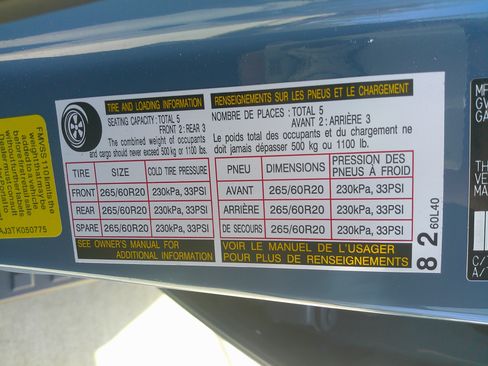 TIRE AND LOADING INFORMATION
SEATING CAPACITY: TOTAL 5
FRONT 2: REAR 3
The combined weight of occupants
and cargo should never exceed 500 kg or 1100 lbs.
TIRE SIZE COLD TIRE PRESSURE
FRONT 265/60R20 230kPa, 33PSI
REAR 265/60R20 230kPa, 33PSI
SPARE 265/60R20 230kPa, 33PSI
SEE OWNER'S MANUAL FOR
ADDITIONAL INFORMATION
RENSEIGNEMENTS SUR LES PNEUS ET LE CHARGEMENT
NOMBRE DE PLACES : TOTAL 5
AVANT 2: ARRIÈRE 3
Le poids total des occupants et du chargement ne
doit jamais dépasser 500 kg ou 1100 lb.
PNEU DIMENSIONS PRESSION DES
PNEUS À FROID
AVANT 265/60R20 230kPa, 33PSI
ARRIÈRE 265/60R20 230kPa, 33PSI
DE SECOURS 265/60R20 230kPa, 33PSI
VOIR LE MANUEL DE L'USAGER
POUR PLUS DE RENSEIGNEMENTS
8 2 60L40
MF
GV
GA
TH
VE
MA
C/T
A/T